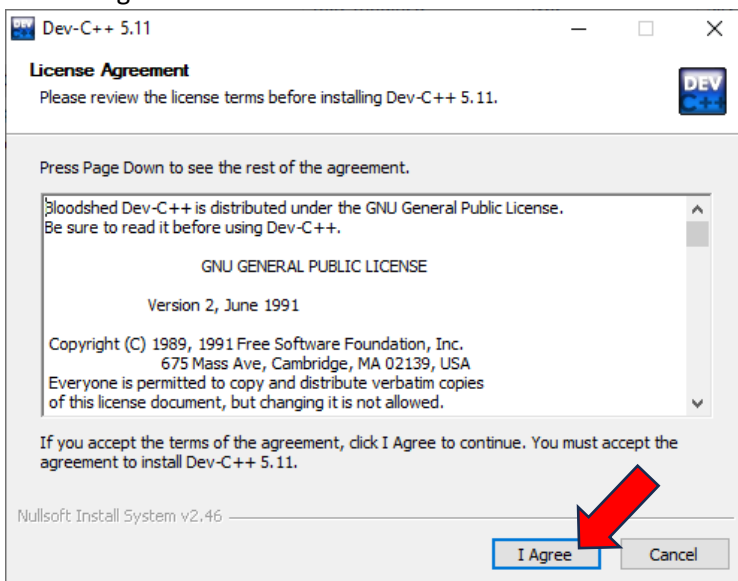 Dev-C++ 5.11
License Agreement
Please review the license terms before installing Dev-C++ 5.11.
DEV
C++
Press Page Down to see the rest of the agreement.
Bloodshed Dev-C++ is distributed under the GNU General Public License.
Be sure to read it before using Dev-C++.
GNU GENERAL PUBLIC LICENSE
Version 2, June 1991
Copyright (C) 1989, 1991 Free Software Foundation, Inc.
675 Mass Ave, Cambridge, MA 02139, USA
Everyone is permitted to copy and distribute verbatim copies
of this license document, but changing it is not allowed.
If you accept the terms of the agreement, click I Agree to continue. You must accept the
agreement to install Dev-C++ 5.11.
Nullsoft Install System v2.46
I Agree
Cancel